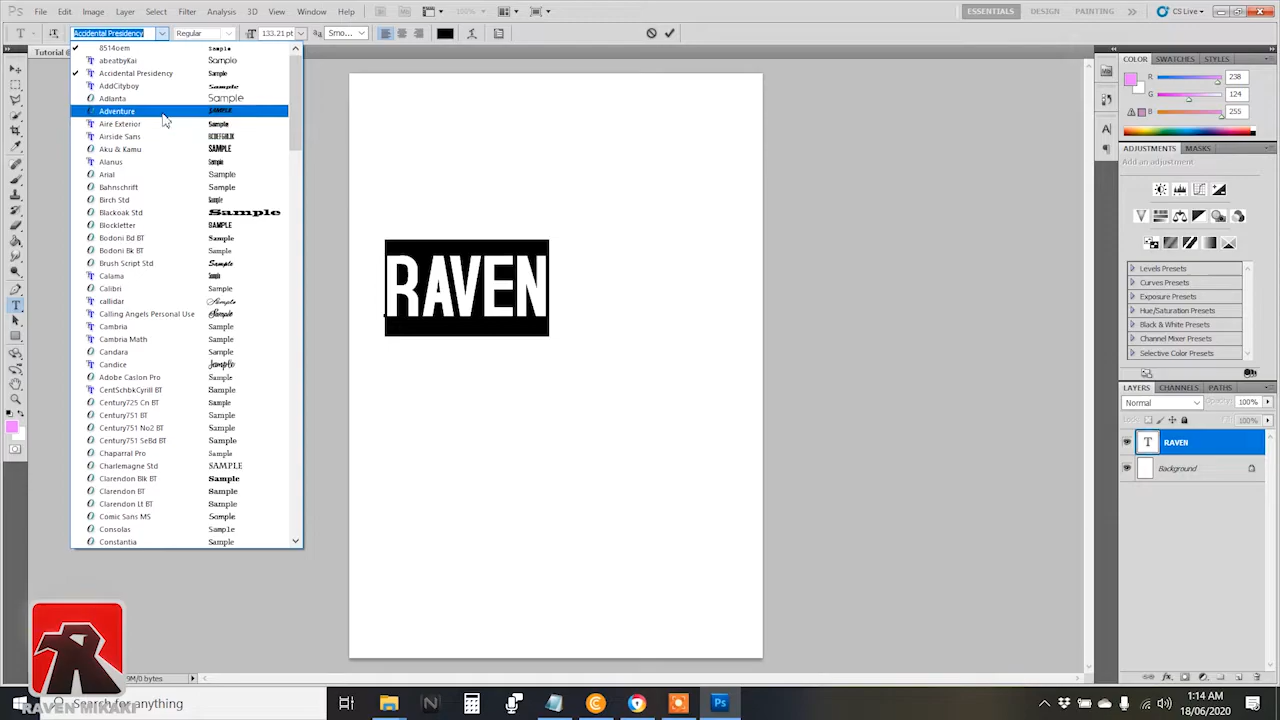 Ps File Edit Image Layer Select Filter Analysis 3D View Window Help 100% ESSENTIALS DESIGN PAINTING CS Live
T Accidental Presidency Regular 133.21 pt Smo...
Tutorial
8514oem Sample
abeatbyKai Sample
Accidental Presidency Sample
AddCityboy Sample
Adlanta Sample
Adventure SAMPLE
Aire Exterior Sample
Airside Sans
Aku & Kamu SAMPLE
Alanus Sample
Arial Sample
Bahnschrift Sample
Birch Std Sample
Blackoak Std Sample
Blockletter SAMPLE
Bodoni Bd BT Sample
Bodoni Bk BT Sample
Brush Script Std Sample
Calama Sample
Calibri Sample
callidar Sample
Calling Angels Personal Use Sample
Cambria Sample
Cambria Math Sample
Candara Sample
Candice Sample
Adobe Caslon Pro Sample
CentSchbkCyrill BT Sample
Century725 Cn BT Sample
Century751 BT Sample
Century751 No2 BT Sample
Century751 SeBd BT Sample
Chaparral Pro Sample
Charlemagne Std SAMPLE
Clarendon Blk BT Sample
Clarendon BT Sample
Clarendon Lt BT Sample
Comic Sans MS Sample
Consolas Sample
Constantia Sample
RAVEN
COLOR SWATCHES STYLES
R 238
G 124
B 255
ADJUSTMENTS MASKS
Add an adjustment
Levels Presets
Curves Presets
Exposure Presets
Hue/Saturation Presets
Black & White Presets
Channel Mixer Presets
Selective Color Presets
LAYERS CHANNELS PATHS
Normal Opacity: 100%
100%
T RAVEN
Background
9M/0 bytes
RAVEN MIKAKI
Search for anything
Ps
1:14 AM
18/06/2020